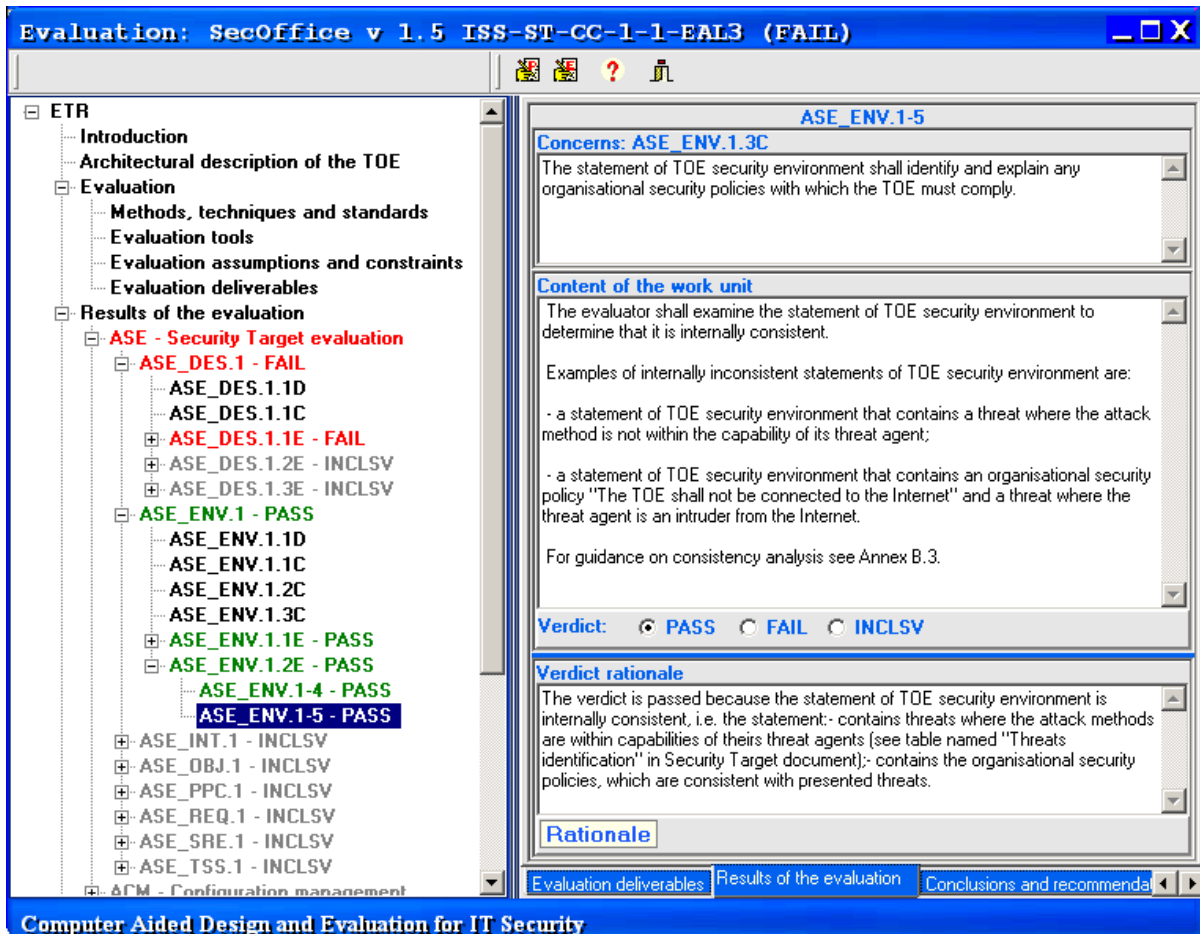 Evaluation: SecOffice v 1.5 ISS-ST-CC-1-1-EAL3 (FAIL)
ETR
Introduction
Architectural description of the TOE
Evaluation
Methods, techniques and standards
Evaluation tools
Evaluation assumptions and constraints
Evaluation deliverables
Results of the evaluation
ASE - Security Target evaluation
ASE_DES.1 - FAIL
ASE_DES.1.1D
ASE_DES.1.1C
ASE_DES.1.1E - FAIL
ASE_DES.1.2E - INCLSV
ASE_DES.1.3E - INCLSV
ASE_ENV.1 - PASS
ASE_ENV.1.1D
ASE_ENV.1.1C
ASE_ENV.1.2C
ASE_ENV.1.3C
ASE_ENV.1.1E - PASS
ASE_ENV.1.2E - PASS
ASE_ENV.1-4 - PASS
ASE_ENV.1-5 - PASS
ASE_INT.1 - INCLSV
ASE_OBJ.1 - INCLSV
ASE_PPC.1 - INCLSV
ASE_REQ.1 - INCLSV
ASE_SRE.1 - INCLSV
ASE_TSS.1 - INCLSV
ACM - Configuration management
ASE_ENV.1-5
Concerns: ASE_ENV.1.3C
The statement of TOE security environment shall identify and explain any
organisational security policies with which the TOE must comply.
Content of the work unit
The evaluator shall examine the statement of TOE security environment to
determine that it is internally consistent.
Examples of internally inconsistent statements of TOE security environment are:
- a statement of TOE security environment that contains a threat where the attack
method is not within the capability of its threat agent;
- a statement of TOE security environment that contains an organisational security
policy "The TOE shall not be connected to the Internet" and a threat where the
threat agent is an intruder from the Internet.
For guidance on consistency analysis see Annex B.3.
Verdict: PASS FAIL INCLSV
Verdict rationale
The verdict is passed because the statement of TOE security environment is
internally consistent, i.e. the statement:- contains threats where the attack methods
are within capabilities of theirs threat agents (see table named "Threats
identification" in Security Target document);- contains the organisational security
policies, which are consistent with presented threats.
Rationale
Evaluation deliverables Results of the evaluation Conclusions and recommenda
Computer Aided Design and Evaluation for IT Security